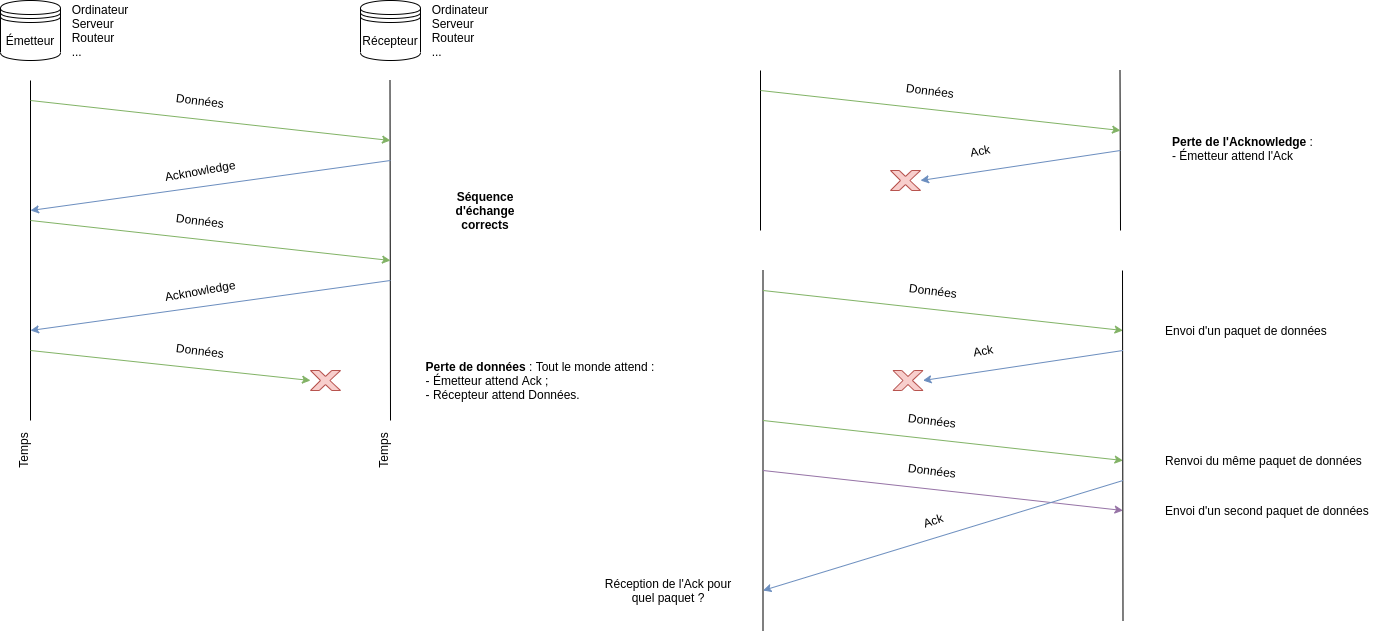 Ordinateur
Serveur
Routeur
...
Émetteur
Ordinateur
Serveur
Routeur
...
Récepteur
Données
Acknowledge
Données
Acknowledge
Données
Séquence
d'échange
corrects
Perte de données : Tout le monde attend :
- Émetteur attend Ack ;
- Récepteur attend Données.
Temps
Temps
Données
Ack
Perte de l'Acknowledge :
- Émetteur attend l'Ack
Données
Envoi d'un paquet de données
Ack
Données
Renvoi du même paquet de données
Données
Envoi d'un second paquet de données
Ack
Réception de l'Ack pour
quel paquet ?